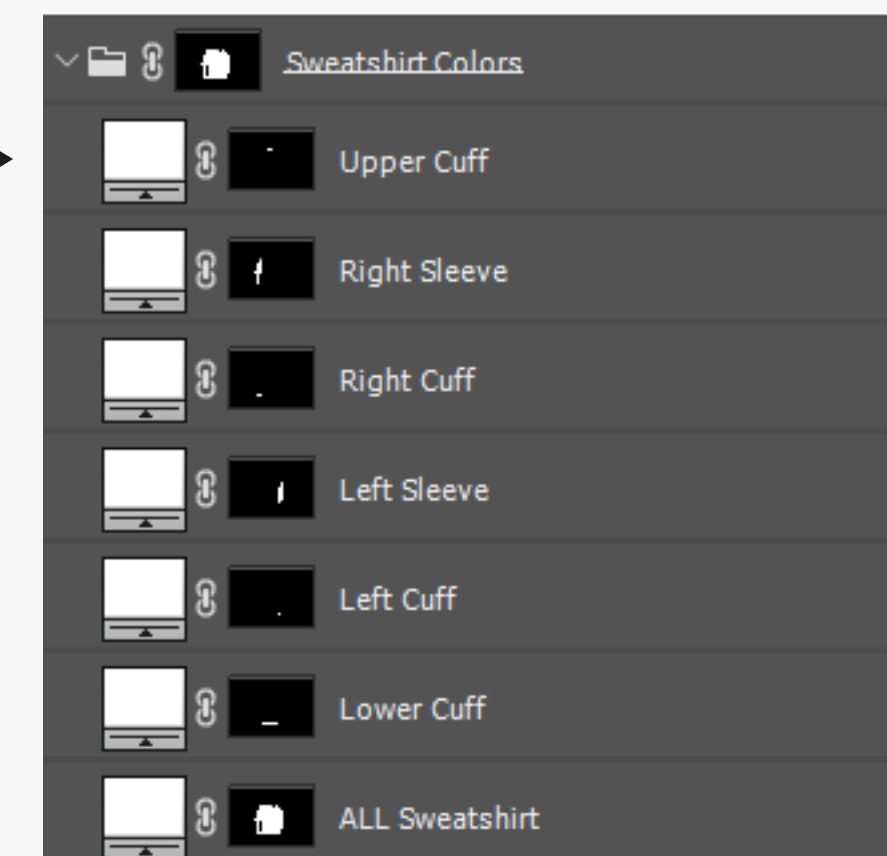 Sweatshirt Colors
Upper Cuff
Right Sleeve
Right Cuff
Left Sleeve
Left Cuff
Lower Cuff
ALL Sweatshirt